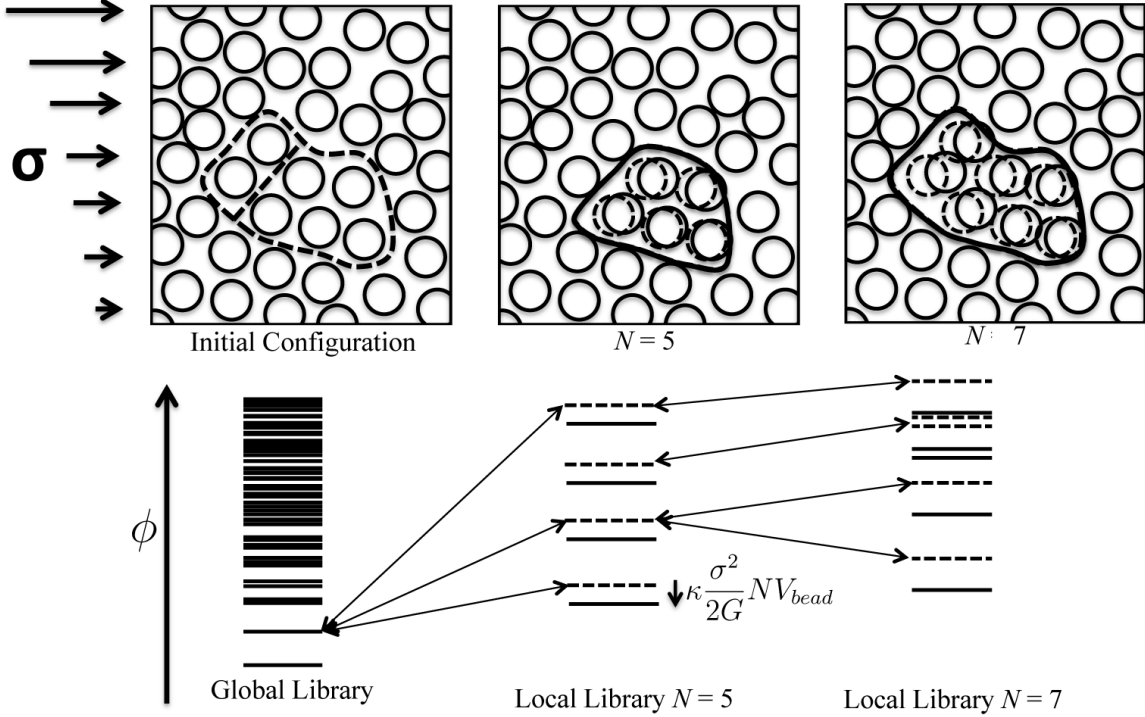 σ
Initial Configuration
N = 5
N : 7
ϕ
κ σ²/2G NV_bead
Global Library
Local Library N = 5
Local Library N = 7